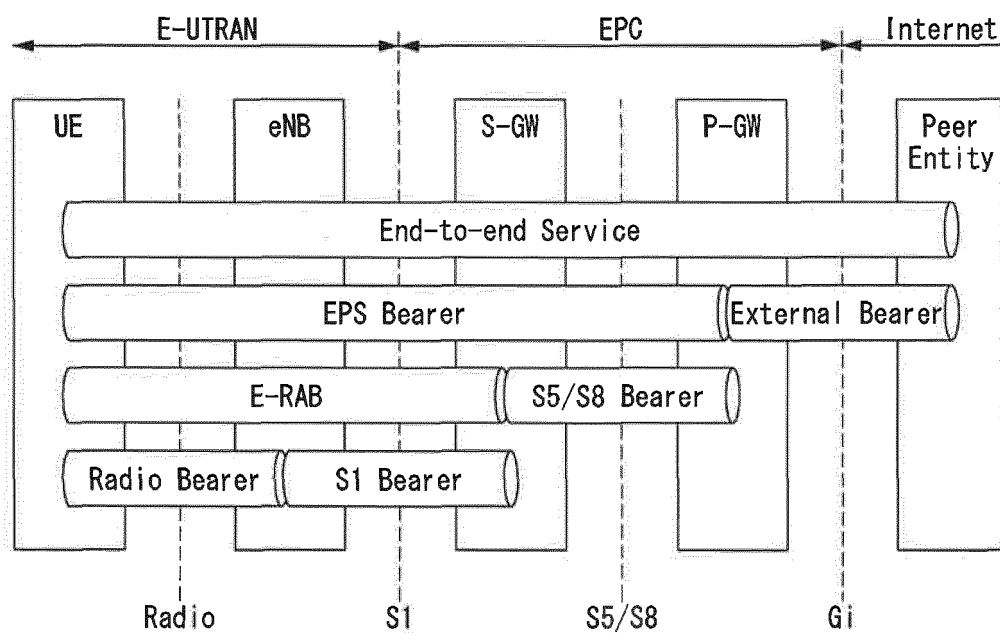 E-UTRAN EPC Internet
UE eNB S-GW P-GW Peer
Entity
End-to-end Service
EPS Bearer External Bearer
E-RAB S5/S8 Bearer
Radio Bearer S1 Bearer
Radio S1 S5/S8 Gi